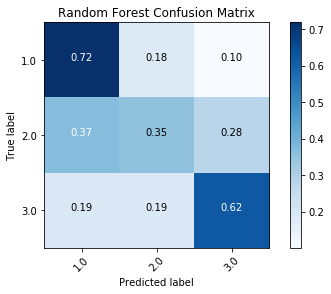 Random Forest Confusion Matrix
True label
1.0 0.72 0.18 0.10
2.0 0.37 0.35 0.28
3.0 0.19 0.19 0.62
1.0 2.0 3.0
Predicted label
0.7
0.6
0.5
0.4
0.3
0.2